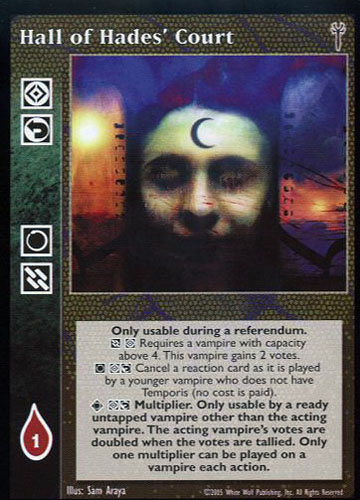 Hall of Hades' Court
Only usable during a referendum.
Requires a vampire with capacity
above 4. This vampire gains 2 votes.
Cancel a reaction card as it is played
by a younger vampire who does not have
Temporis (no cost is paid).
Multiplier. Only usable by a ready
untapped vampire other than the acting
vampire. The acting vampire's votes are
doubled when the votes are tallied. Only
one multiplier can be played on a
vampire each action.
1
Illus: Sam Araya
©2005 White Wolf Publishing, Inc. All Rights Reserved